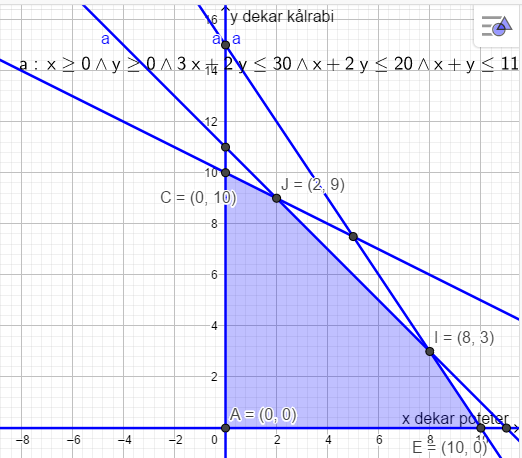 16
y dekar kålrabi
a
a
a
a : x ≥ 0 ∧ y ≥ 0 ∧ 3 x + 2 y ≤ 30 ∧ x + 2 y ≤ 20 ∧ x + y ≤ 11
14
12
10
J = (2, 9)
C = (0, 10)
8
6
4
I = (8, 3)
2
A = (0, 0)
x dekar poteter
−8 −6 −4 −2 0 2 4 6 8 10
E = (10, 0)